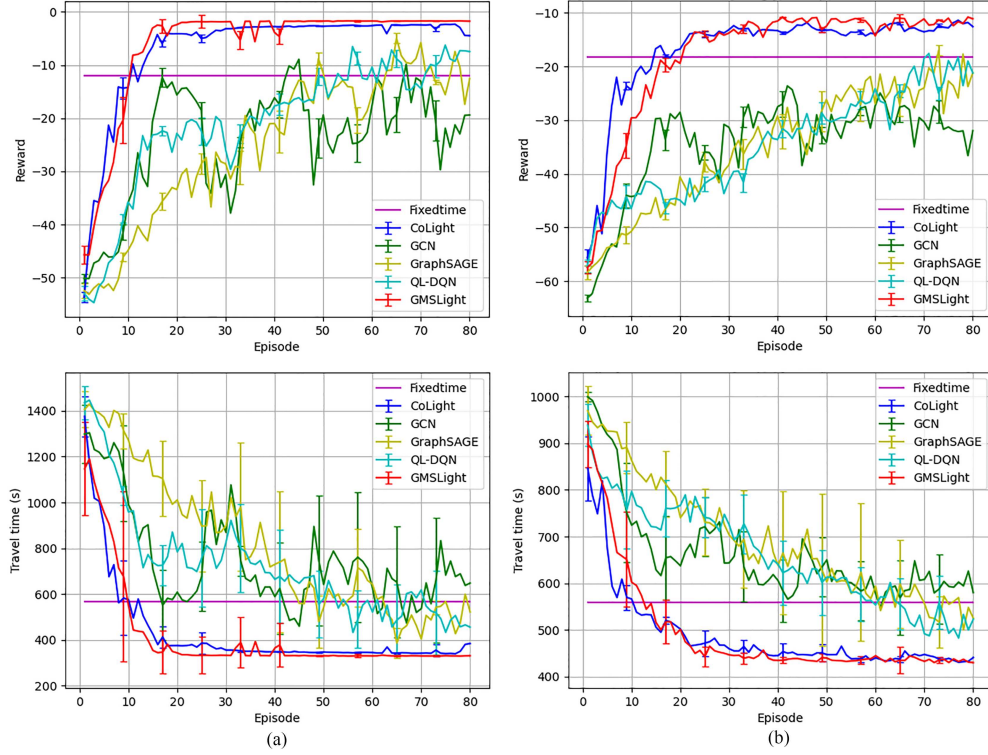 0
−10
−20
−30
−40
−50
Reward
0
10
20
30
40
50
60
70
80
Episode
Fixedtime
CoLight
GCN
GraphSAGE
QL-DQN
GMSLight
−10
−20
−30
−40
−50
−60
Reward
0
10
20
30
40
50
60
70
80
Episode
Fixedtime
CoLight
GCN
GraphSAGE
QL-DQN
GMSLight
1400
1200
1000
800
600
400
200
Travel time (s)
0
10
20
30
40
50
60
70
80
Episode
Fixedtime
CoLight
GCN
GraphSAGE
QL-DQN
GMSLight
(a)
1000
900
800
700
600
500
400
Travel time (s)
0
10
20
30
40
50
60
70
80
Episode
Fixedtime
CoLight
GCN
GraphSAGE
QL-DQN
GMSLight
(b)